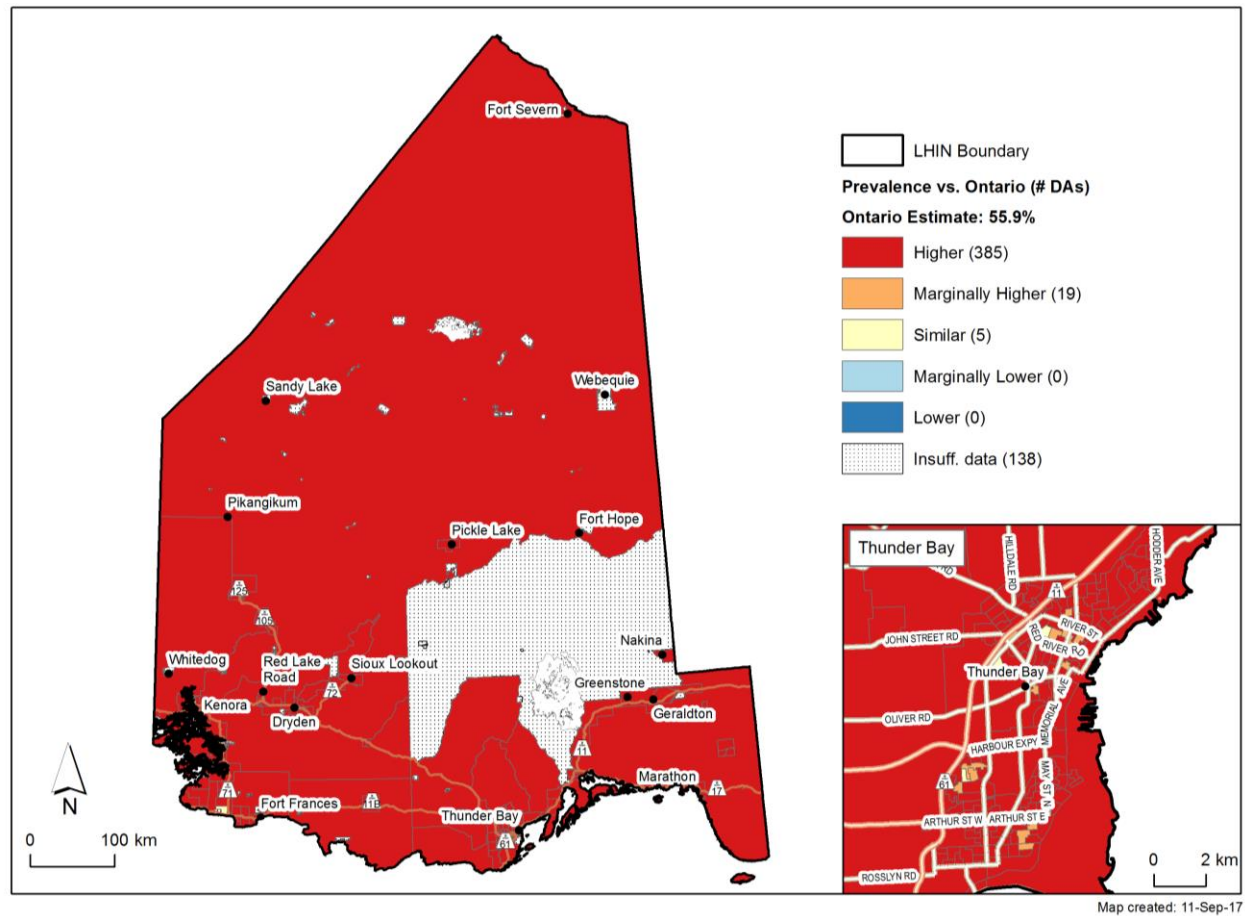 Fort Severn
Sandy Lake
Webequie
Pikangikum
Pickle Lake
Fort Hope
125
105
Nakina
Whitedog
Red Lake
Road
Sioux Lookout
72
Kenora
Dryden
Greenstone
Geraldton
11
Marathon
17
71
Fort Frances
11B
Thunder Bay
61
N
0 100 km
LHIN Boundary
Prevalence vs. Ontario (# DAs)
Ontario Estimate: 55.9%
Higher (385)
Marginally Higher (19)
Similar (5)
Marginally Lower (0)
Lower (0)
Insuff. data (138)
Thunder Bay
RD
HILLDALE RD
HODDER AVE
11
RIVER ST
JOHN STREET RD
RED RIVER RD
Thunder Bay
MEMORIAL AVE
OLIVER RD
HARBOUR EXPY
MAY ST N
61
ARTHUR ST W
ARTHUR ST E
ROSSLYN RD
0 2 km
Map created: 11-Sep-17